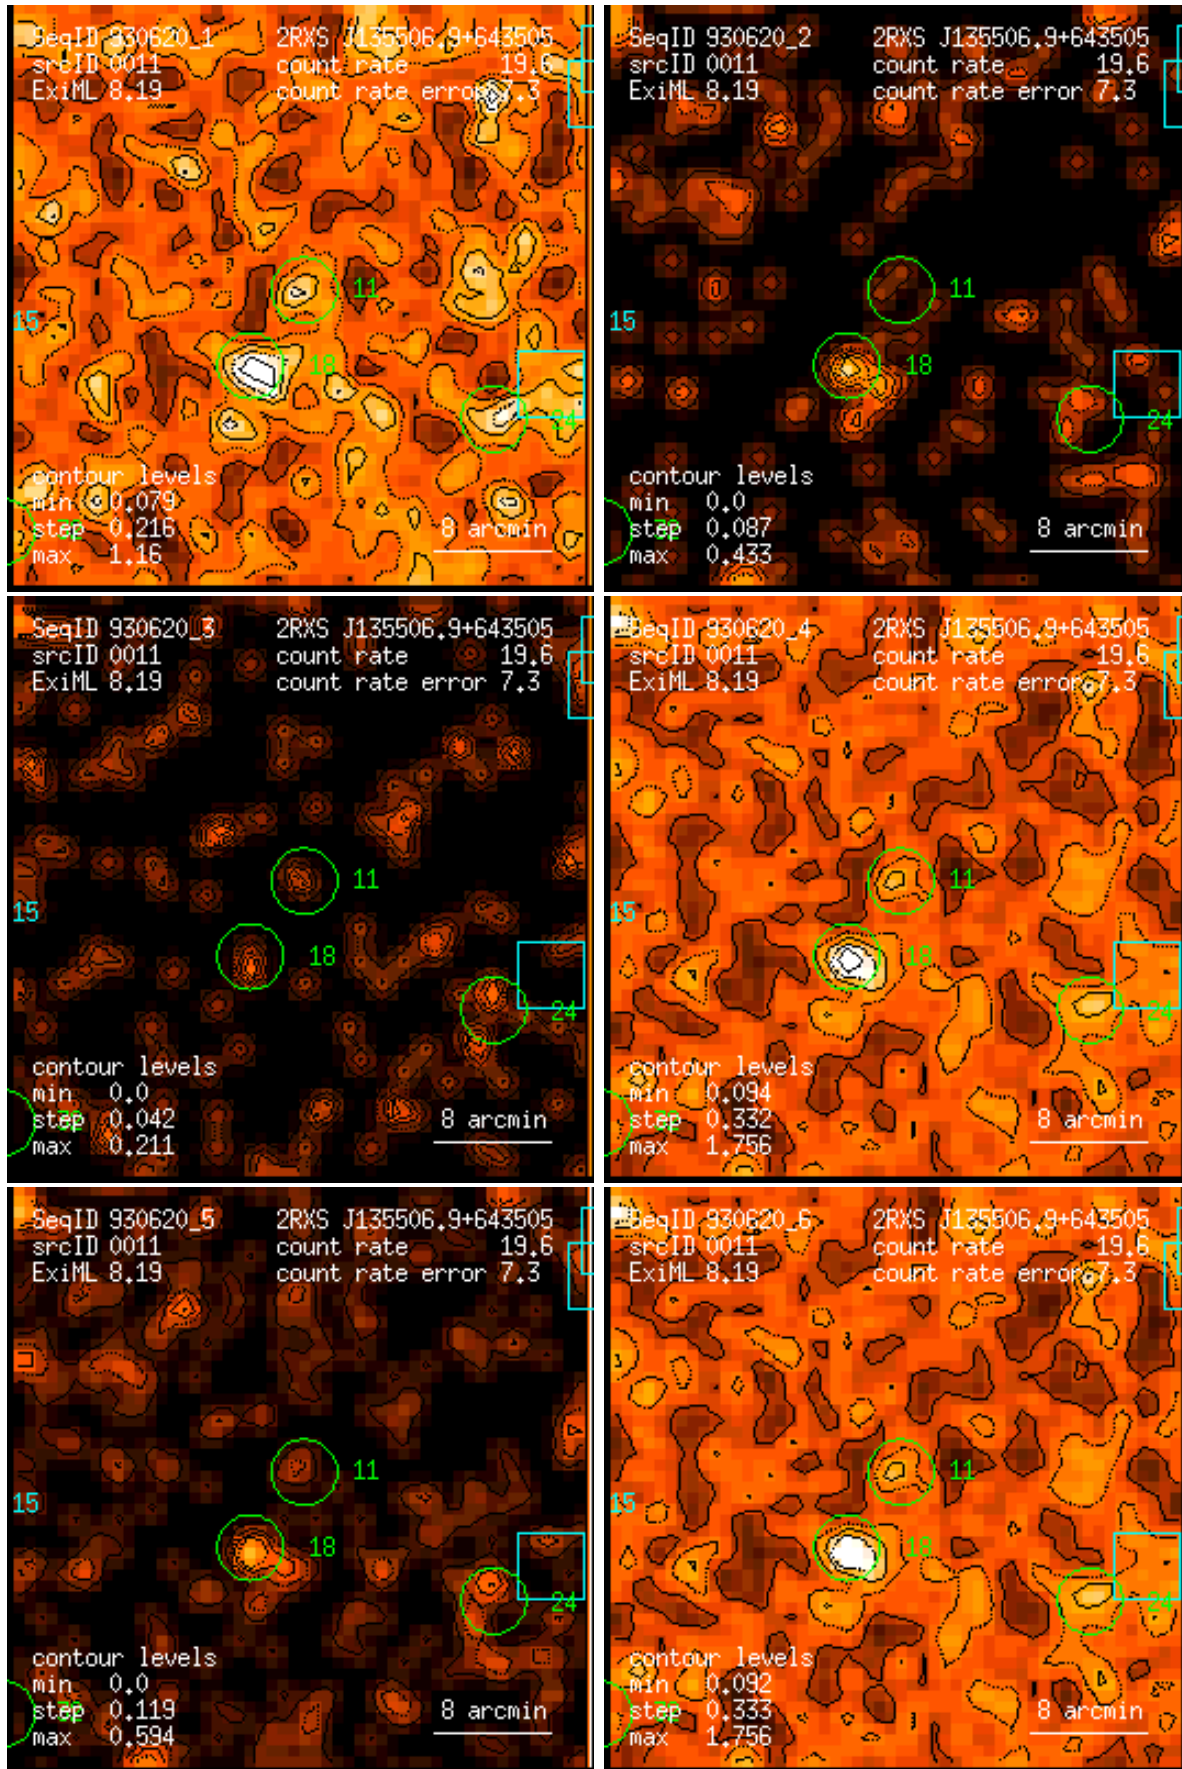 SeqID 930620_1 2RXS J135506.9+643505
srcID 0011 count rate 19.6
ExiML 8.19 count rate error 7.3
11
15
18
24
contour levels
min 0.079
step 0.216
max 1.16
8 arcmin
SeqID 930620_2 2RXS J135506.9+643505
srcID 0011 count rate 19.6
ExiML 8.19 count rate error 7.3
11
15
18
24
contour levels
min 0.0
step 0.087
max 0.433
8 arcmin
SeqID 930620_3 2RXS J135506.9+643505
srcID 0011 count rate 19.6
ExiML 8.19 count rate error 7.3
11
15
18
24
contour levels
min 0.0
step 0.042
max 0.211
8 arcmin
SeqID 930620_4 2RXS J135506.9+643505
srcID 0011 count rate 19.6
ExiML 8.19 count rate error 7.3
11
15
18
24
contour levels
min 0.094
step 0.332
max 1.756
8 arcmin
SeqID 930620_5 2RXS J135506.9+643505
srcID 0011 count rate 19.6
ExiML 8.19 count rate error 7.3
11
15
18
24
contour levels
min 0.0
step 0.119
max 0.594
8 arcmin
SeqID 930620_6 2RXS J135506.9+643505
srcID 0011 count rate 19.6
ExiML 8.19 count rate error 7.3
11
15
18
24
contour levels
min 0.092
step 0.333
max 1.756
8 arcmin